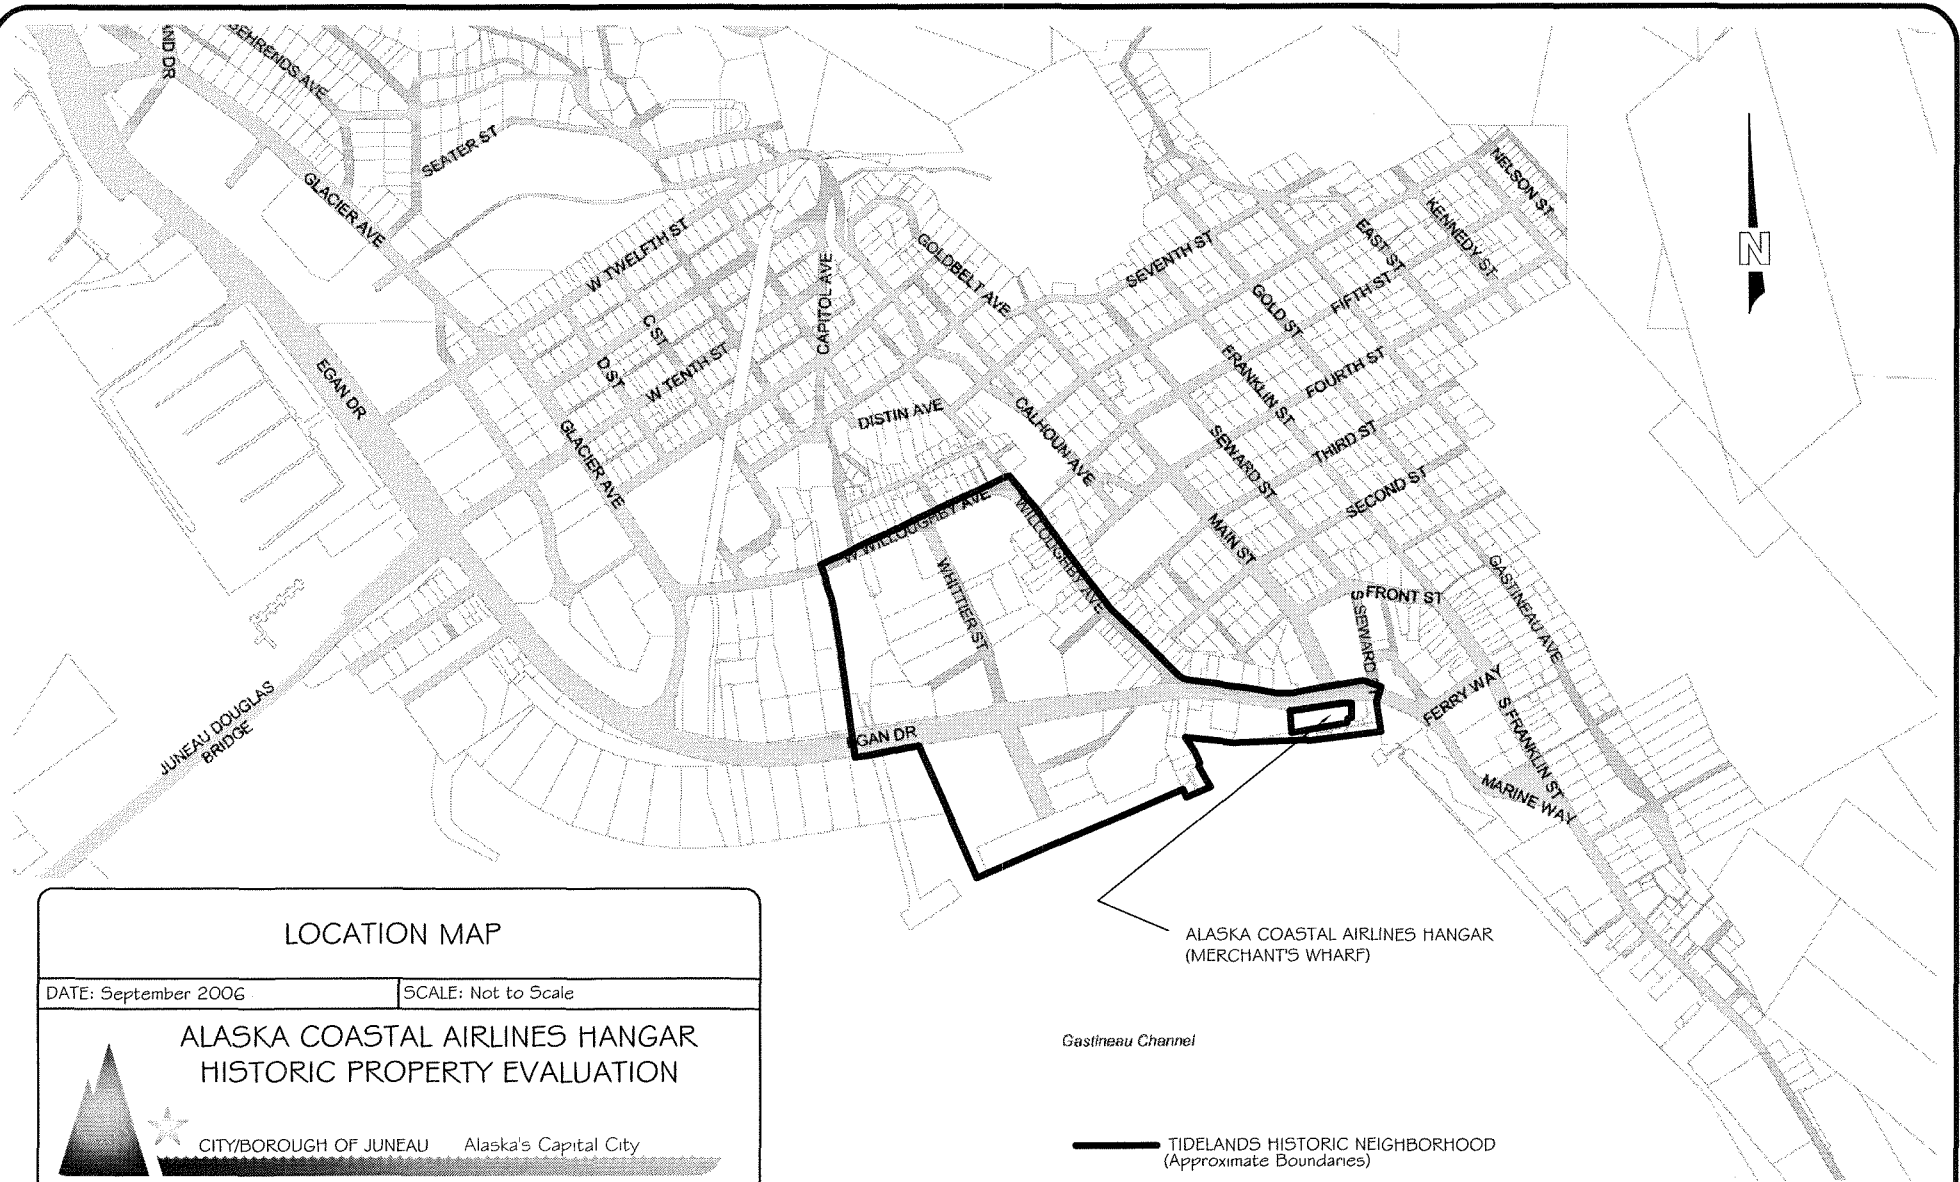 ND DR
BEHRENDS AVE
SEATER ST
GLACIER AVE
W TWELFTH ST
CAPITOL AVE
GOLDBELT AVE
SEVENTH ST
EAST ST
KENNEDY ST
NELSON ST
GOLD ST
FIFTH ST
C ST
D ST
W TENTH ST
EGAN DR
GLACIER AVE
DISTIN AVE
CALHOUN AVE
FRANKLIN ST
FOURTH ST
SEWARD ST
THIRD ST
SECOND ST
MAIN ST
W WILLOUGHBY AVE
WILLOUGHBY AVE
WHITTIER ST
FRONT ST
S SEWARD
GASTINEAU AVE
FERRY WAY
S FRANKLIN ST
MARINE WAY
EGAN DR
JUNEAU DOUGLAS
BRIDGE
N
ALASKA COASTAL AIRLINES HANGAR
(MERCHANT'S WHARF)
Gastineau Channel
TIDELANDS HISTORIC NEIGHBORHOOD
(Approximate Boundaries)
LOCATION MAP
DATE: September 2006
SCALE: Not to Scale
ALASKA COASTAL AIRLINES HANGAR
HISTORIC PROPERTY EVALUATION
CITY/BOROUGH OF JUNEAU Alaska's Capital City